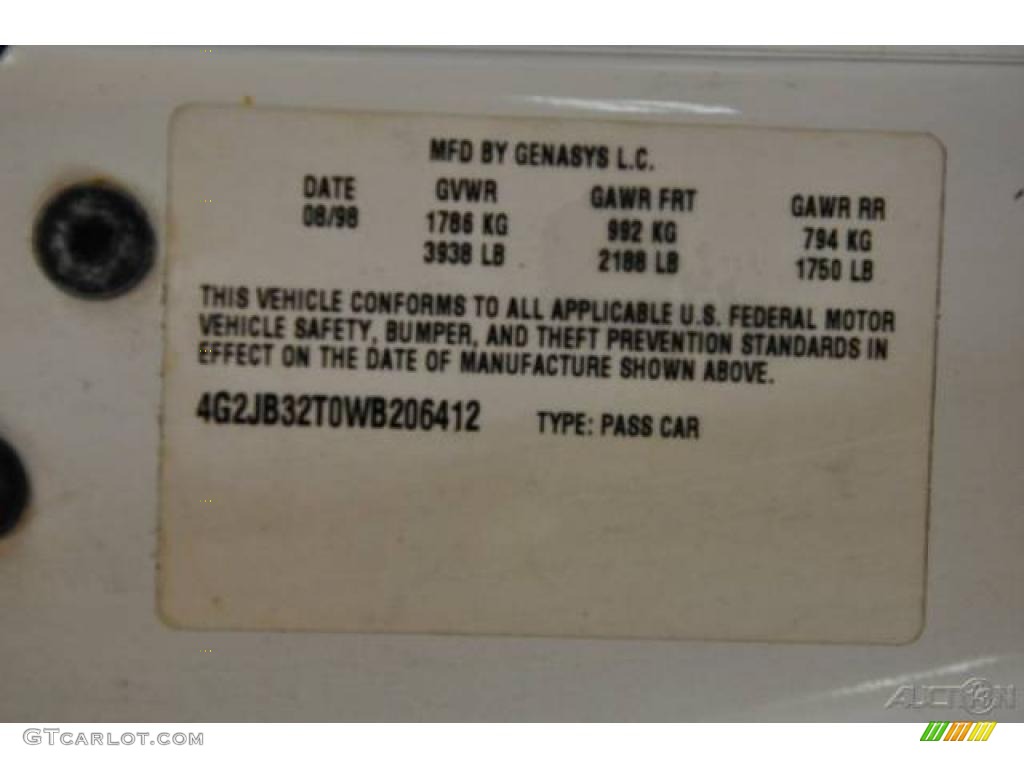 MFD BY GENASYS L.C.
DATE GVWR GAWR FRT GAWR RR
08/98 1786 KG 992 KG 794 KG
3938 LB 2188 LB 1750 LB
THIS VEHICLE CONFORMS TO ALL APPLICABLE U.S. FEDERAL MOTOR
VEHICLE SAFETY, BUMPER, AND THEFT PREVENTION STANDARDS IN
EFFECT ON THE DATE OF MANUFACTURE SHOWN ABOVE.
4G2JB32T0WB206412 TYPE: PASS CAR
AUCTION
GTCARLOT.COM